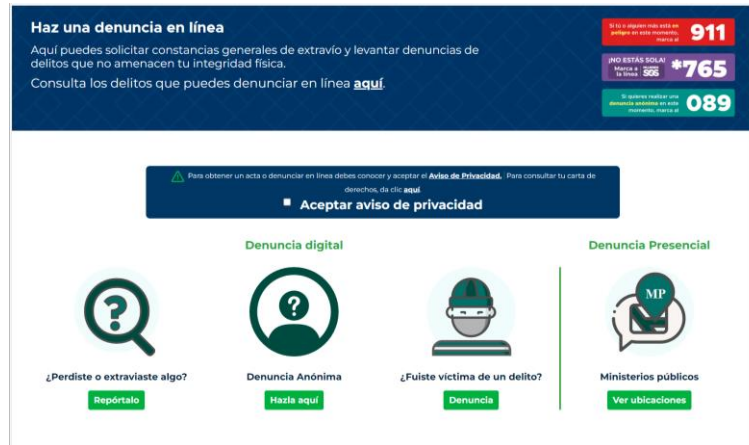 Haz una denuncia en línea
Aquí puedes solicitar constancias generales de extravío y levantar denuncias de
delitos que no amenacen tu integridad física.
Consulta los delitos que puedes denunciar en línea aquí.
Si tú o alguien más está en
peligro en este momento,
marca al
911
¡NO ESTÁS SOLA!
Marca a
la línea
SOS
*765
Si quieres realizar una
denuncia anónima en este
momento, marca al
089
Para obtener un acta o denunciar en línea debes conocer y aceptar el Aviso de Privacidad. Para consultar tu carta de
derechos, da clic aquí.
Aceptar aviso de privacidad
Denuncia digital
Denuncia Presencial
MP
¿Perdiste o extraviaste algo?
Denuncia Anónima
¿Fuiste víctima de un delito?
Ministerios públicos
Repórtalo
Hazla aquí
Denuncia
Ver ubicaciones